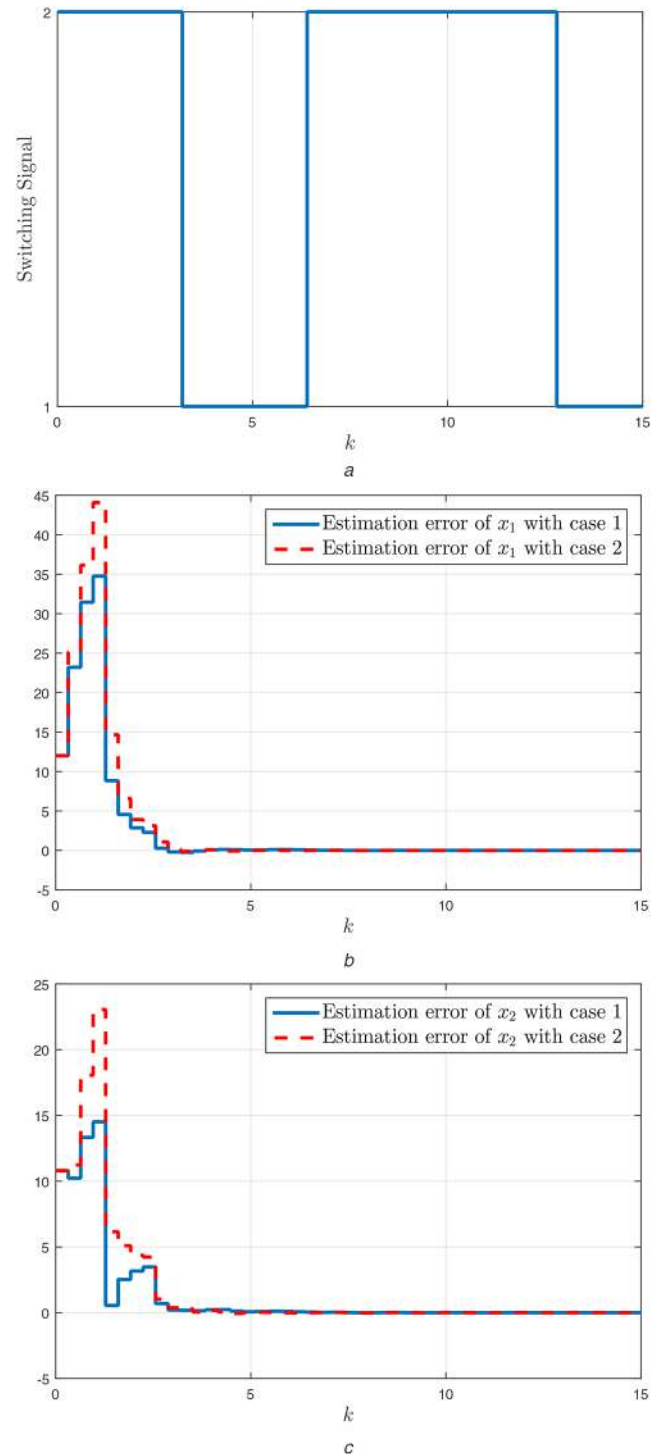 2
Switching Signal
1
0 5 10 15
k
a
45
Estimation error of x₁ with case 1
40
Estimation error of x₁ with case 2
35
30
25
20
15
10
5
0
-5
0 5 10 15
k
b
25
Estimation error of x₂ with case 1
Estimation error of x₂ with case 2
20
15
10
5
0
-5
0 5 10 15
k
c